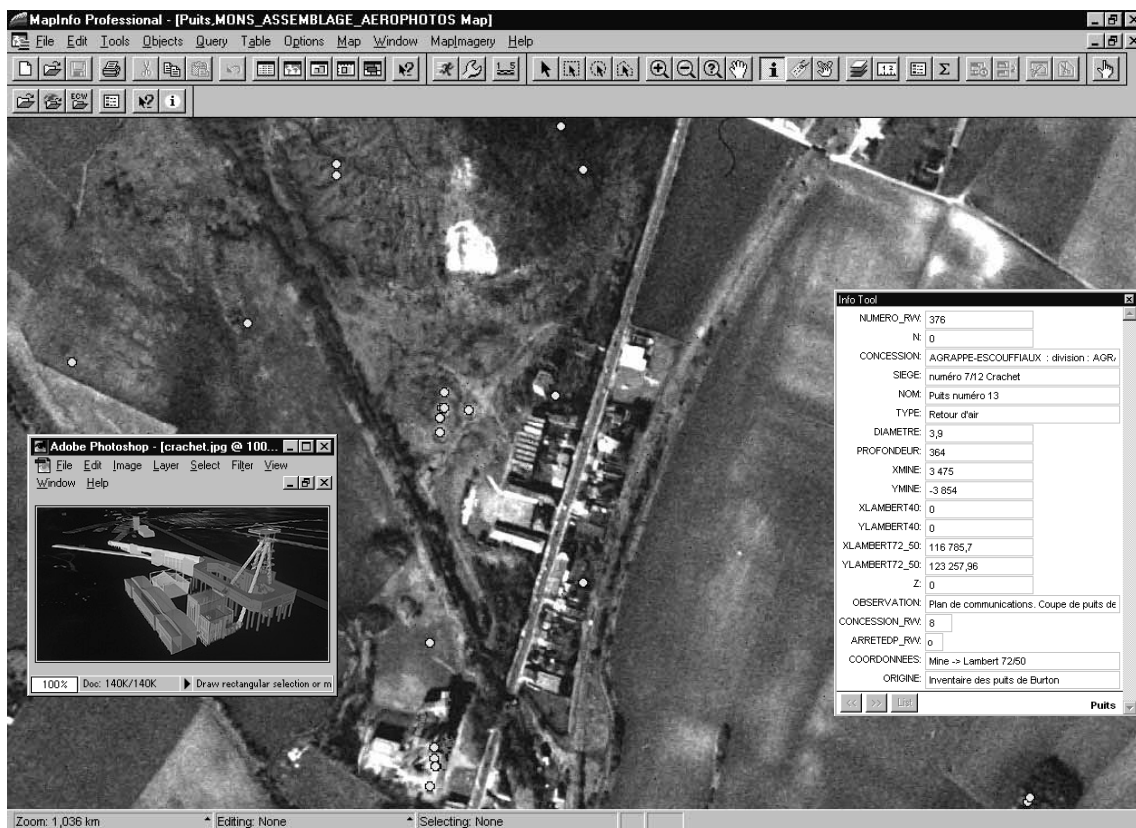 MapInfo Professional - [Puits,MONS_ASSEMBLAGE_AEROPHOTOS Map]
File Edit Tools Objects Query Table Options Map Window MapImagery Help
ECW
Info Tool
NUMERO_RW: 376
N: 0
CONCESSION: AGRAPPE-ESCOUFFIAUX : division : AGR
SIEGE: numéro 7/12 Crachet
NOM: Puits numéro 13
TYPE: Retour d'air
DIAMETRE: 3,9
PROFONDEUR: 364
XMINE: 3 475
YMINE: -3 854
XLAMBERT40: 0
YLAMBERT40: 0
XLAMBERT72_50: 116 785,7
YLAMBERT72_50: 123 257,96
Z: 0
OBSERVATION: Plan de communications. Coupe de puits de
CONCESSION_RW: 8
ARRETEDP_RW: o
COORDONNEES: Mine -> Lambert 72/50
ORIGINE: Inventaire des puits de Burton
<< >> List Puits
Adobe Photoshop - [crachet.jpg @ 100...
File Edit Image Layer Select Filter View
Window Help
100% Doc: 140K/140K Draw rectangular selection or m
Zoom: 1,036 km Editing: None Selecting: None